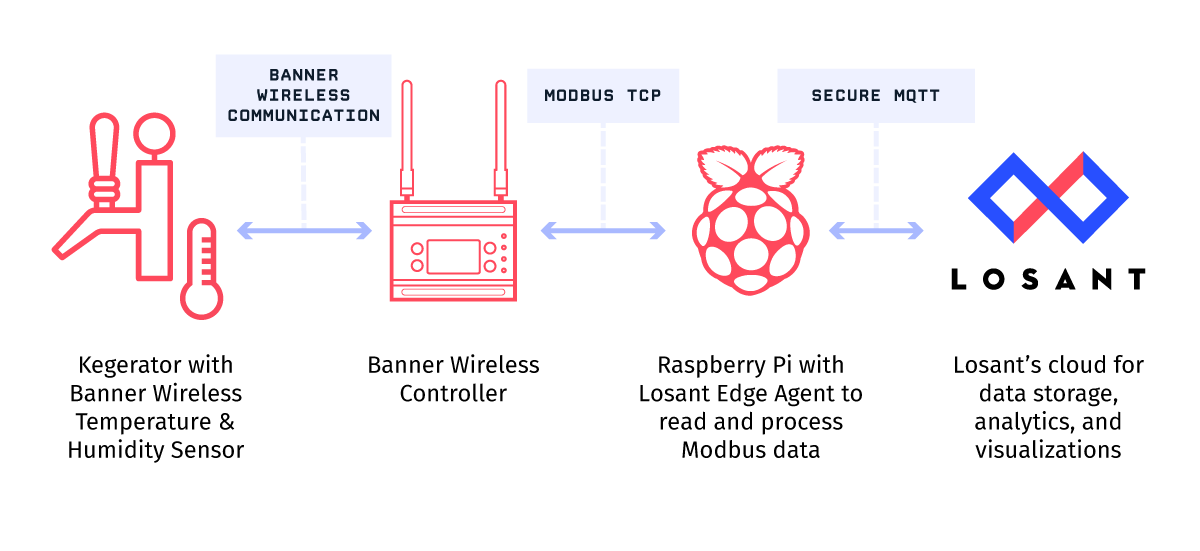 BANNER
WIRELESS
COMMUNICATION
MODBUS TCP
SECURE MQTT
LOSANT
Kegerator with
Banner Wireless
Temperature &
Humidity Sensor
Banner Wireless
Controller
Raspberry Pi with
Losant Edge Agent to
read and process
Modbus data
Losant’s cloud for
data storage,
analytics, and
visualizations